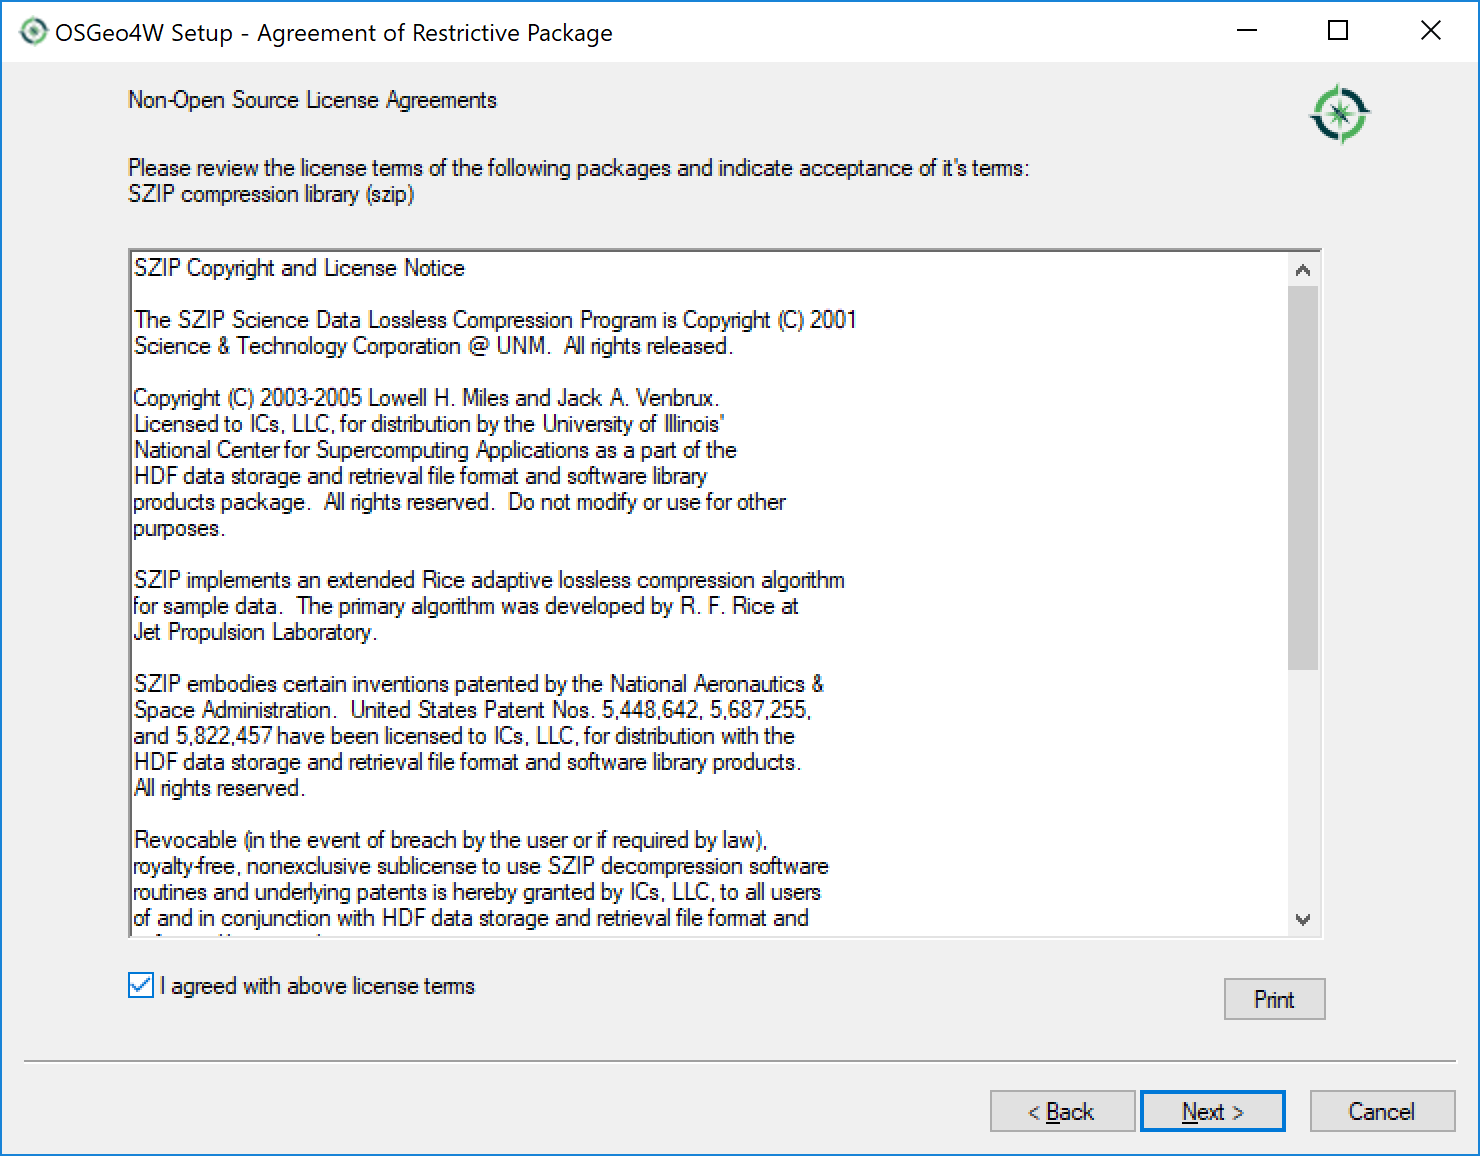 OSGeo4W Setup - Agreement of Restrictive Package
Non-Open Source License Agreements
Please review the license terms of the following packages and indicate acceptance of it's terms:
SZIP compression library (szip)
SZIP Copyright and License Notice
The SZIP Science Data Lossless Compression Program is Copyright (C) 2001
Science & Technology Corporation @ UNM.  All rights released.
Copyright (C) 2003-2005 Lowell H. Miles and Jack A. Venbrux.
Licensed to ICs, LLC, for distribution by the University of Illinois'
National Center for Supercomputing Applications as a part of the
HDF data storage and retrieval file format and software library
products package.  All rights reserved.  Do not modify or use for other
purposes.
SZIP implements an extended Rice adaptive lossless compression algorithm
for sample data.  The primary algorithm was developed by R. F. Rice at
Jet Propulsion Laboratory.
SZIP embodies certain inventions patented by the National Aeronautics &
Space Administration.  United States Patent Nos. 5,448,642, 5,687,255,
and 5,822,457 have been licensed to ICs, LLC, for distribution with the
HDF data storage and retrieval file format and software library products.
All rights reserved.
Revocable (in the event of breach by the user or if required by law),
royalty-free, nonexclusive sublicense to use SZIP decompression software
routines and underlying patents is hereby granted by ICs, LLC, to all users
of and in conjunction with HDF data storage and retrieval file format and
I agreed with above license terms
Print
< Back
Next >
Cancel